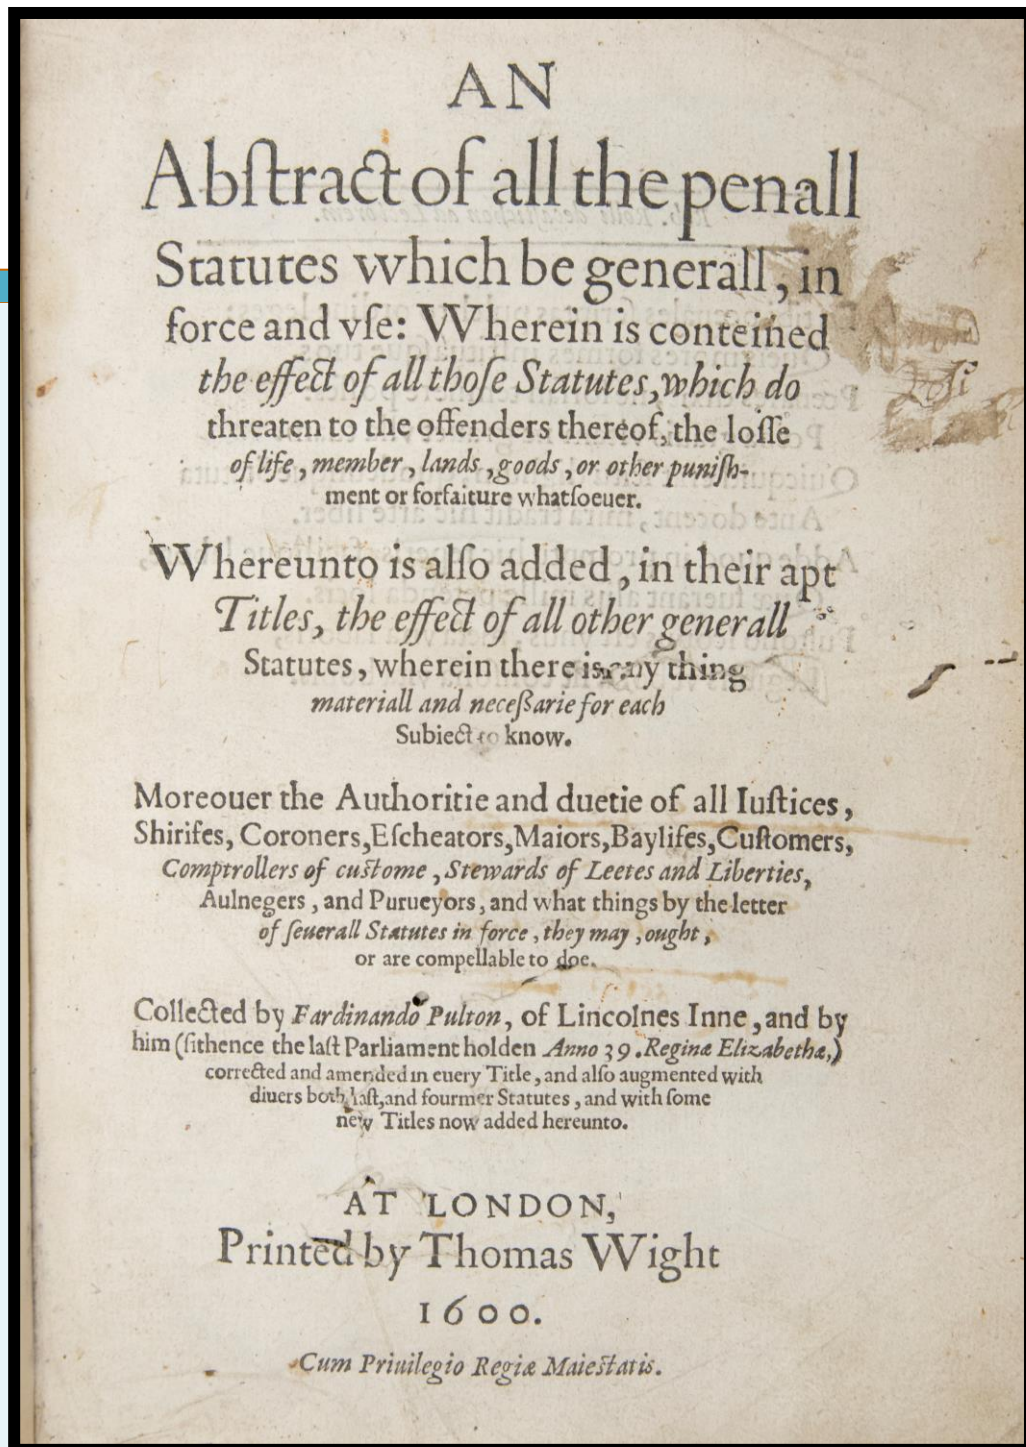 AN
Abſtract of all the penall
Statutes which be generall, in
force and vſe: Wherein is conteined
the effect of all thoſe Statutes, which do
threaten to the offenders thereof, the loſſe
of life, member, lands, goods, or other puniſh-
ment or forfaiture whatſoeuer.
Whereunto is alſo added, in their apt
Titles, the effect of all other generall
Statutes, wherein there is any thing
materiall and neceßarie for each
Subiect to know.
Moreouer the Authoritie and duetie of all Iuſtices,
Shirifes, Coroners, Eſcheators, Maiors, Baylifes, Cuſtomers,
Comptrollers of cuſtome, Stewards of Leetes and Liberties,
Aulnegers, and Purueyors, and what things by the letter
of ſeuerall Statutes in force, they may, ought,
or are compellable to doe.
Collected by Fardinando Pulton, of Lincolnes Inne, and by
him (ſithence the laſt Parliament holden Anno 39. Reginæ Elizabethæ,)
corrected and amended in euery Title, and alſo augmented with
diuers both laſt, and fourmer Statutes, and with ſome
new Titles now added hereunto.
AT LONDON,
Printed by Thomas Wight
1600.
Cum Priuilegio Regiæ Maieſtatis.